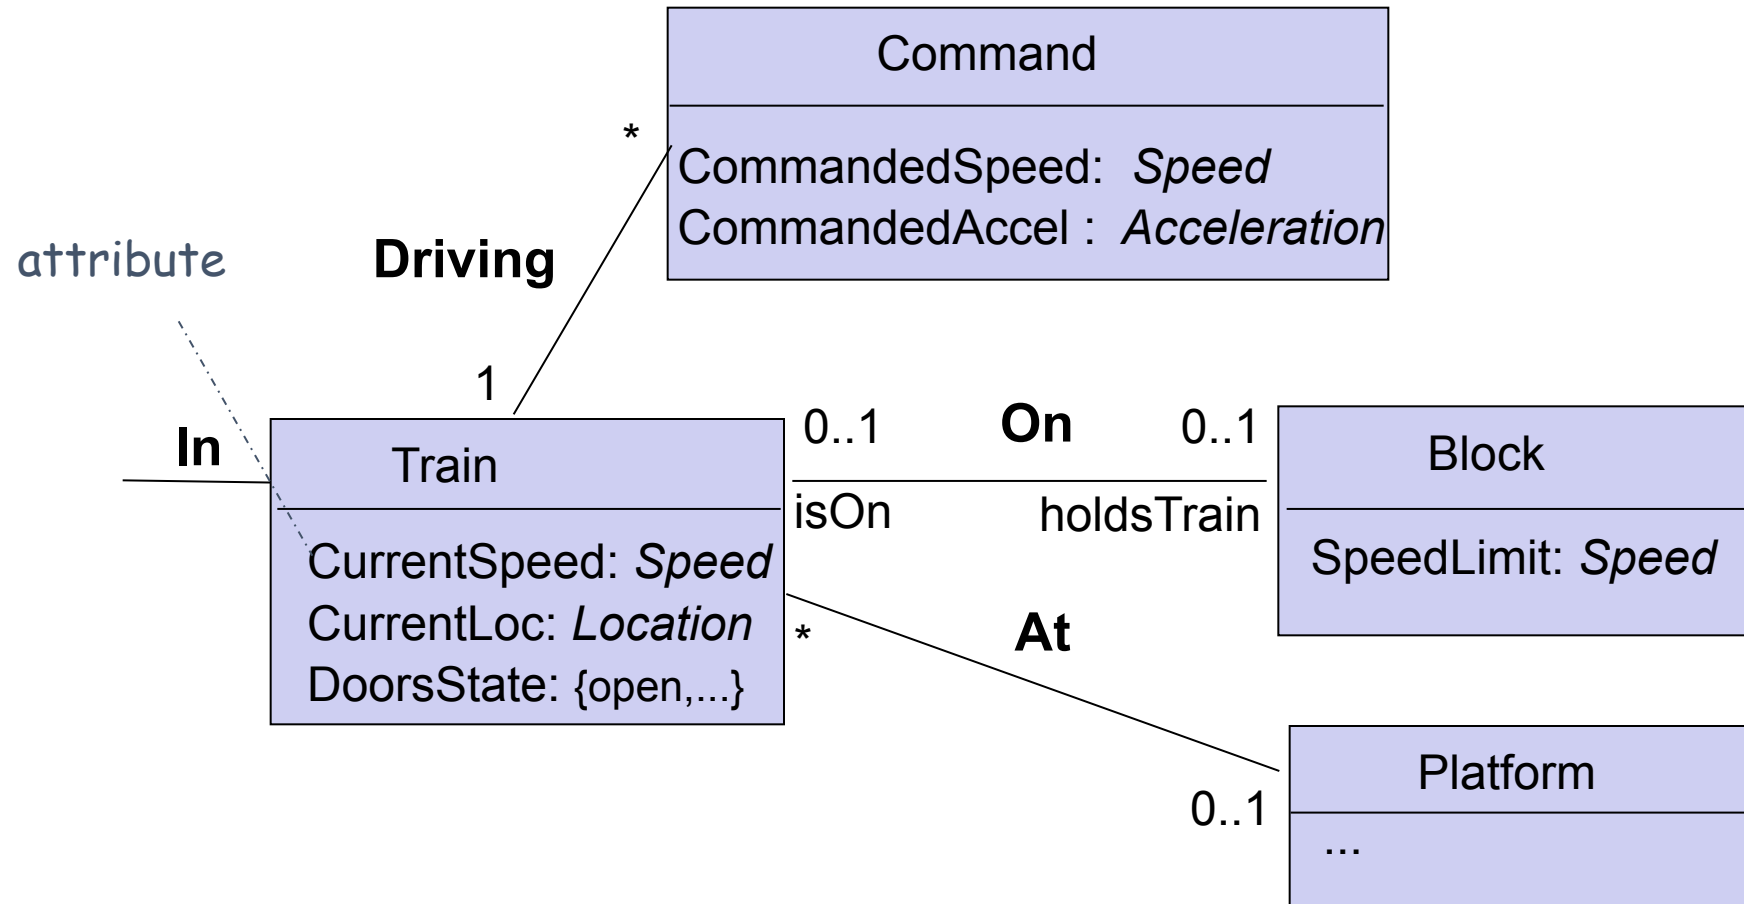 Command
*
CommandedSpeed: Speed
CommandedAccel : Acceleration
attribute
Driving
1
In
Train
0..1
On
0..1
Block
isOn
holdsTrain
CurrentSpeed: Speed
SpeedLimit: Speed
CurrentLoc: Location
*
At
DoorsState: {open,...}
Platform
0..1
...